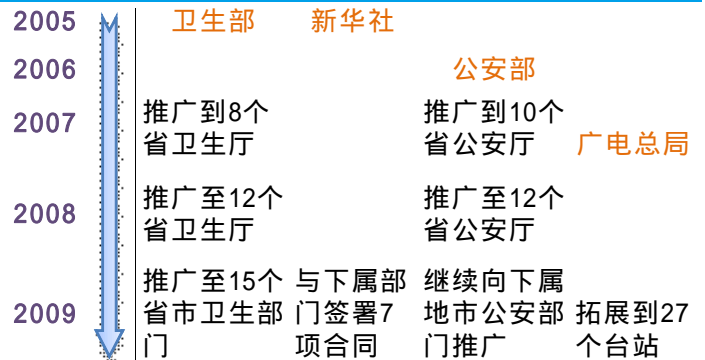 2005 卫生部 新华社
2006 公安部
2007 推广到8个 推广到10个
省卫生厅 省公安厅 广电总局
2008 推广至12个 推广至12个
省卫生厅 省公安厅
推广至15个 与下属部 继续向下属
2009 省市卫生部 门签署7 地市公安部 拓展到27
门 项合同 门推广 个台站